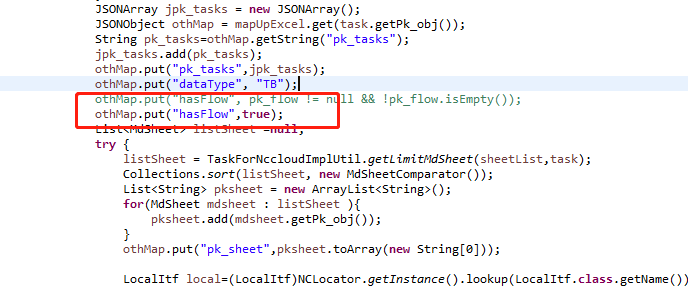 JSONArray jpk_tasks = new JSONArray();
JSONObject othMap = mapUpExcel.get(task.getPk_obj());
String pk_tasks=othMap.getString("pk_tasks");
jpk_tasks.add(pk_tasks);
othMap.put("pk_tasks",jpk_tasks);
othMap.put("dataType", "TB");
othMap.put("hasFlow", pk_flow != null && !pk_flow.isEmpty());
othMap.put("hasFlow",true);
List<MdSheet> listSheet =null;
try {
listSheet = TaskForNccloudImplUtil.getLimitMdSheet(sheetList,task);
Collections.sort(listSheet, new MdSheetComparator());
List<String> pksheet = new ArrayList<String>();
for(MdSheet mdsheet : listSheet ){
pksheet.add(mdsheet.getPk_obj());
}
othMap.put("pk_sheet",pksheet.toArray(new String[0]));
LocalItf local=(LocalItf)NCLocator.getInstance().lookup(LocalItf.class.getName())